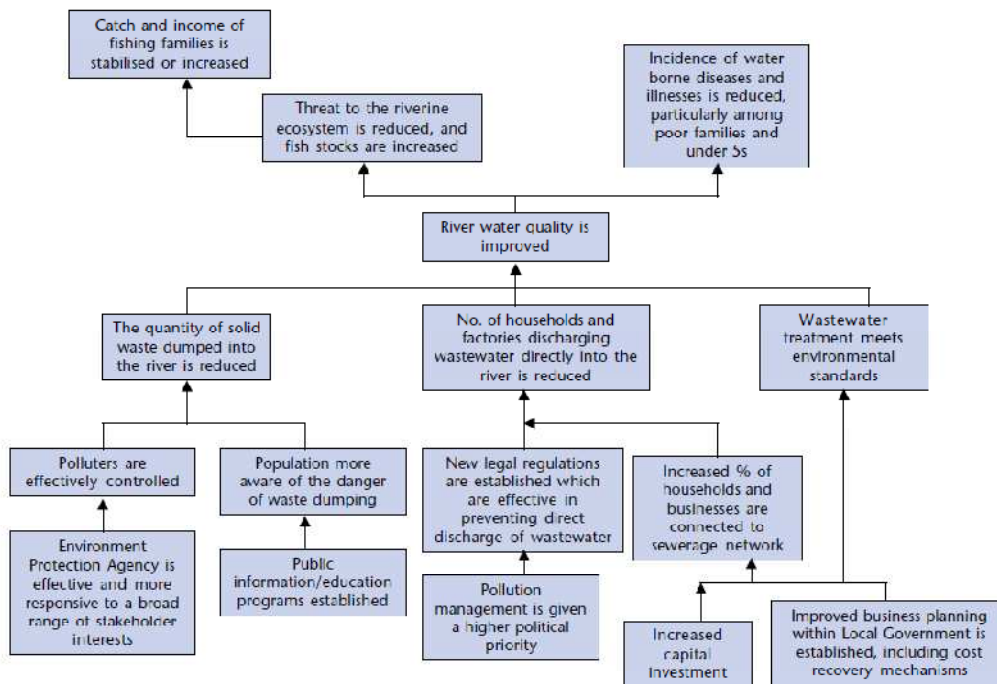 Catch and income of
fishing families is
stabilised or increased
Incidence of water
borne diseases and
illnesses is reduced,
particularly among
poor families and
under 5s
Threat to the riverine
ecosystem is reduced, and
fish stocks are increased
River water quality is
improved
The quantity of solid
waste dumped into
the river is reduced
No. of households and
factories discharging
wastewater directly into the
river is reduced
Wastewater
treatment meets
environmental
standards
Polluters are
effectively controlled
Population more
aware of the danger
of waste dumping
New legal regulations
are established which
are effective in
preventing direct
discharge of wastewater
Increased % of
households and
businesses are
connected to
sewerage network
Environment
Protection Agency is
effective and more
responsive to a broad
range of stakeholder
interests
Public
information/education
programs established
Pollution
management is given
a higher political
priority
Increased
capital
investment
Improved business planning
within Local Government is
established, including cost
recovery mechanisms